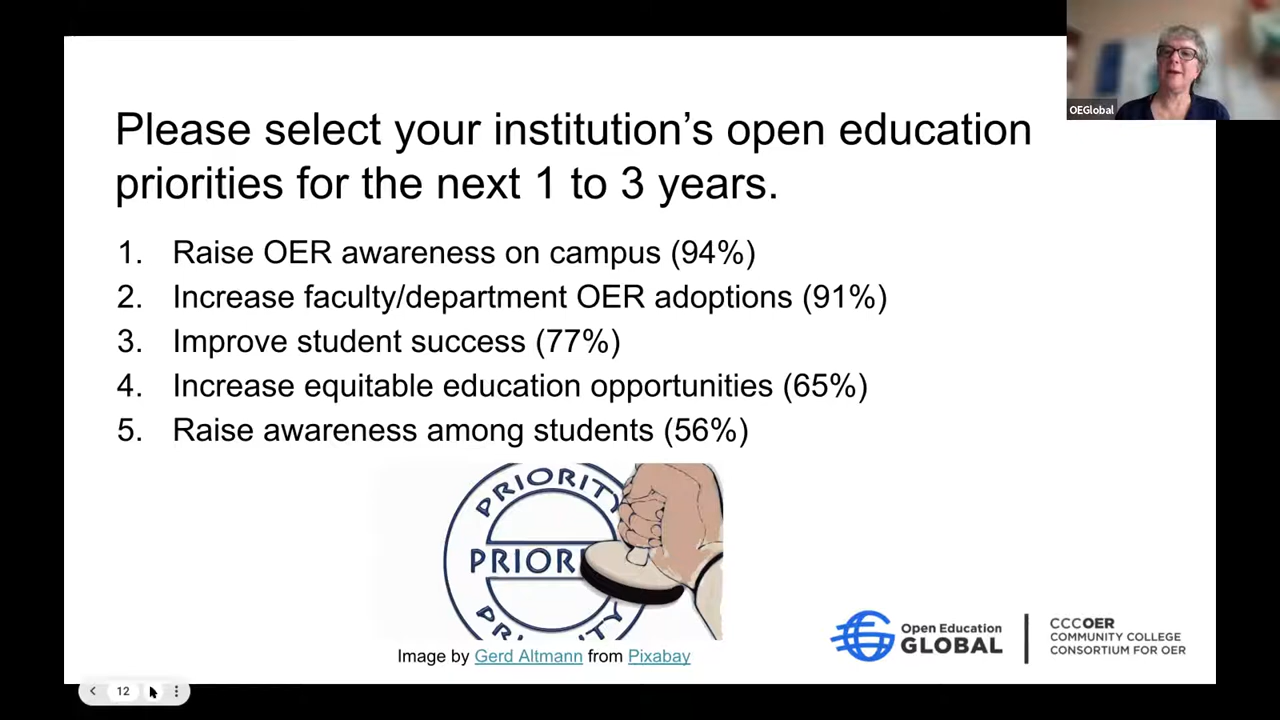 OEGlobal
Please select your institution’s open education
priorities for the next 1 to 3 years.
1. Raise OER awareness on campus (94%)
2. Increase faculty/department OER adoptions (91%)
3. Improve student success (77%)
4. Increase equitable education opportunities (65%)
5. Raise awareness among students (56%)
PRIORITY
PRIOR
PRIORITY
Image by Gerd Altmann from Pixabay
Open Education
GLOBAL
CCCOER
COMMUNITY COLLEGE
CONSORTIUM FOR OER
12